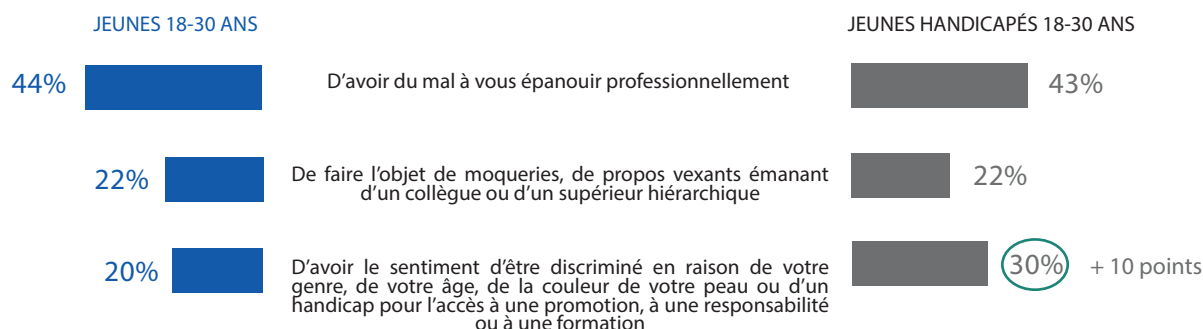 JEUNES 18-30 ANS
JEUNES HANDICAPÉS 18-30 ANS
44%
D'avoir du mal à vous épanouir professionnellement
43%
22%
De faire l'objet de moqueries, de propos vexants émanant
d'un collègue ou d'un supérieur hiérarchique
22%
20%
D'avoir le sentiment d'être discriminé en raison de votre
genre, de votre âge, de la couleur de votre peau ou d'un
handicap pour l'accès à une promotion, à une responsabilité
ou à une formation
30%
+ 10 points